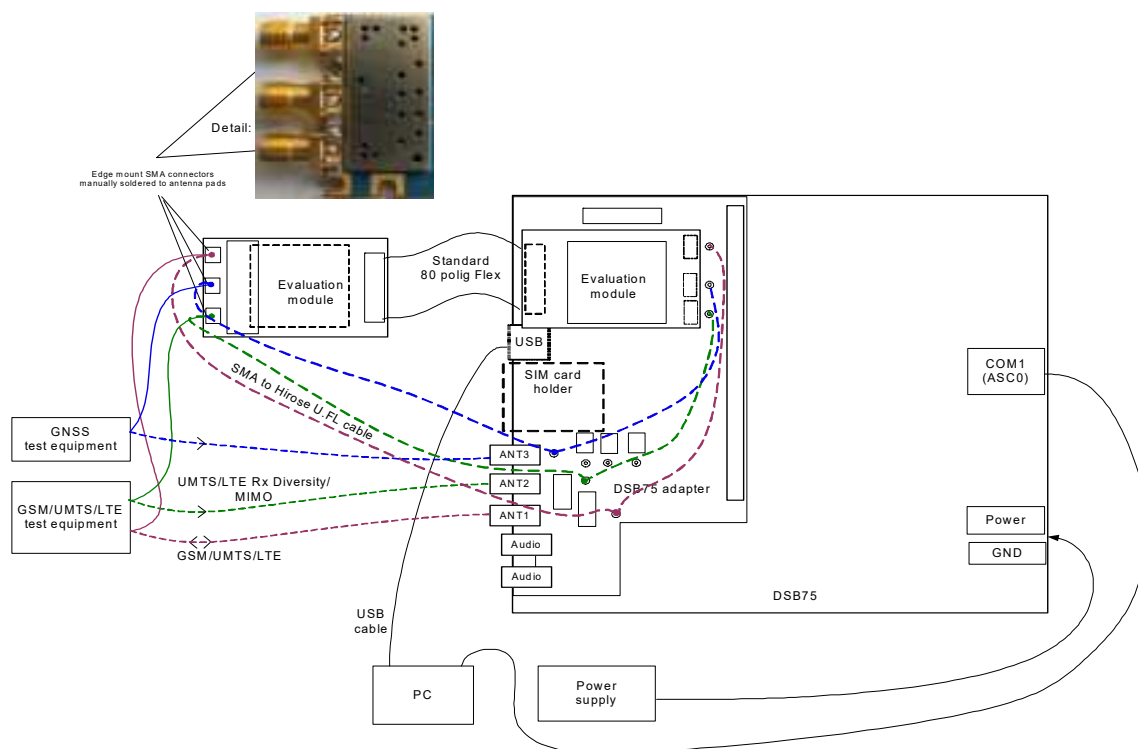 Detail:
Edge mount SMA connectors
manually soldered to antenna pads
Evaluation
module
Standard
80 polig Flex
Evaluation
module
USB
SIM card
holder
SMA to Hirose U.FL cable
COM1
(ASC0)
GNSS
test equipment
ANT3
UMTS/LTE Rx Diversity/
MIMO
ANT2
DSB75 adapter
GSM/UMTS/LTE
test equipment
ANT1
GSM/UMTS/LTE
Power
GND
Audio
Audio
DSB75
USB
cable
PC
Power
supply